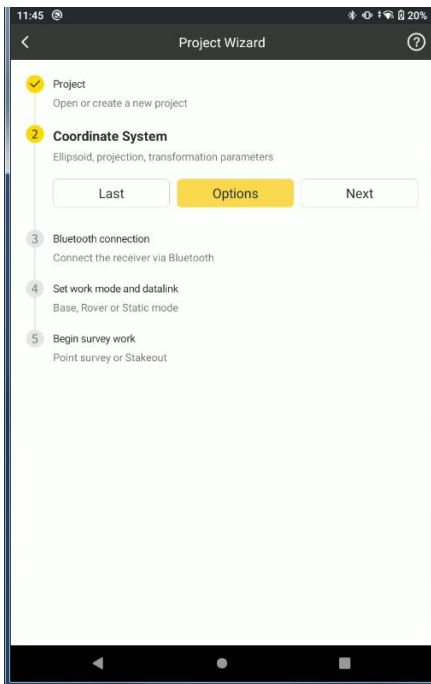 11:45 20%
Project Wizard ?
Project
Open or create a new project
2 Coordinate System
Ellipsoid, projection, transformation parameters
Last Options Next
3 Bluetooth connection
Connect the receiver via Bluetooth
4 Set work mode and datalink
Base, Rover or Static mode
5 Begin survey work
Point survey or Stakeout